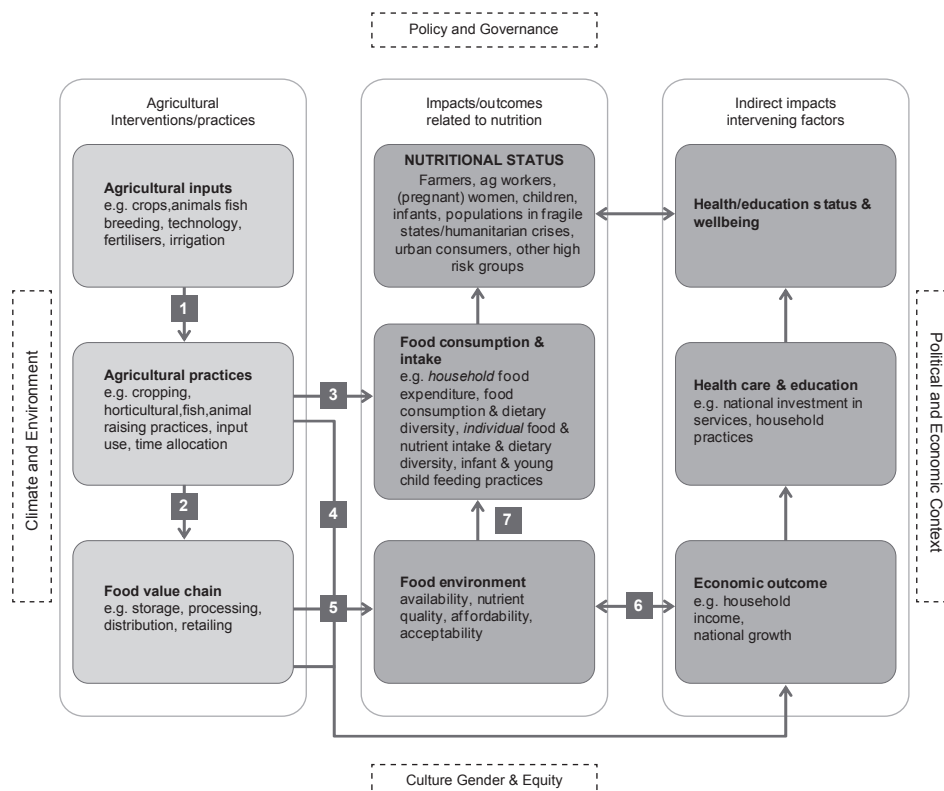 Policy and Governance
Agricultural
Interventions/practices
Agricultural inputs
e.g. crops,animals fish
breeding, technology,
fertilisers, irrigation
1
Agricultural practices
e.g. cropping,
horticultural,fish,animal
raising practices, input
use, time allocation
2
Food value chain
e.g. storage, processing,
distribution, retailing
3
4
5
Impacts/outcomes
related to nutrition
NUTRITIONAL STATUS
Farmers, ag workers,
(pregnant) women, children,
infants, populations in fragile
states/humanitarian crises,
urban consumers, other high
risk groups
Food consumption &
intake
e.g. household food
expenditure, food
consumption & dietary
diversity, individual food &
nutrient intake & dietary
diversity, infant & young
child feeding practices
7
Food environment
availability, nutrient
quality, affordability,
acceptability
6
Indirect impacts
intervening factors
Health/education status &
wellbeing
Health care & education
e.g. national investment in
services, household
practices
Economic outcome
e.g. household
income,
national growth
Climate and Environment
Political and Economic Context
Culture Gender & Equity